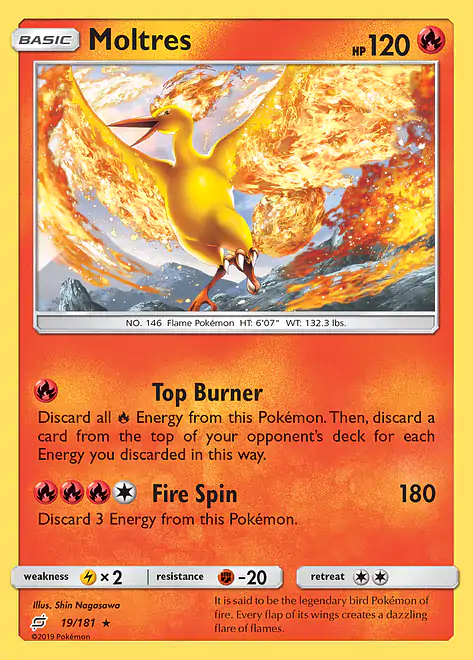 BASIC Moltres HP 120
NO. 146 Flame Pokémon HT: 6'07" WT: 132.3 lbs.
Top Burner
Discard all Energy from this Pokémon. Then, discard a
card from the top of your opponent's deck for each
Energy you discarded in this way.
Fire Spin 180
Discard 3 Energy from this Pokémon.
weakness × 2 resistance -20 retreat
Illus. Shin Nagasawa
19/181
©2019 Pokémon
It is said to be the legendary bird Pokémon of
fire. Every flap of its wings creates a dazzling
flare of flames.